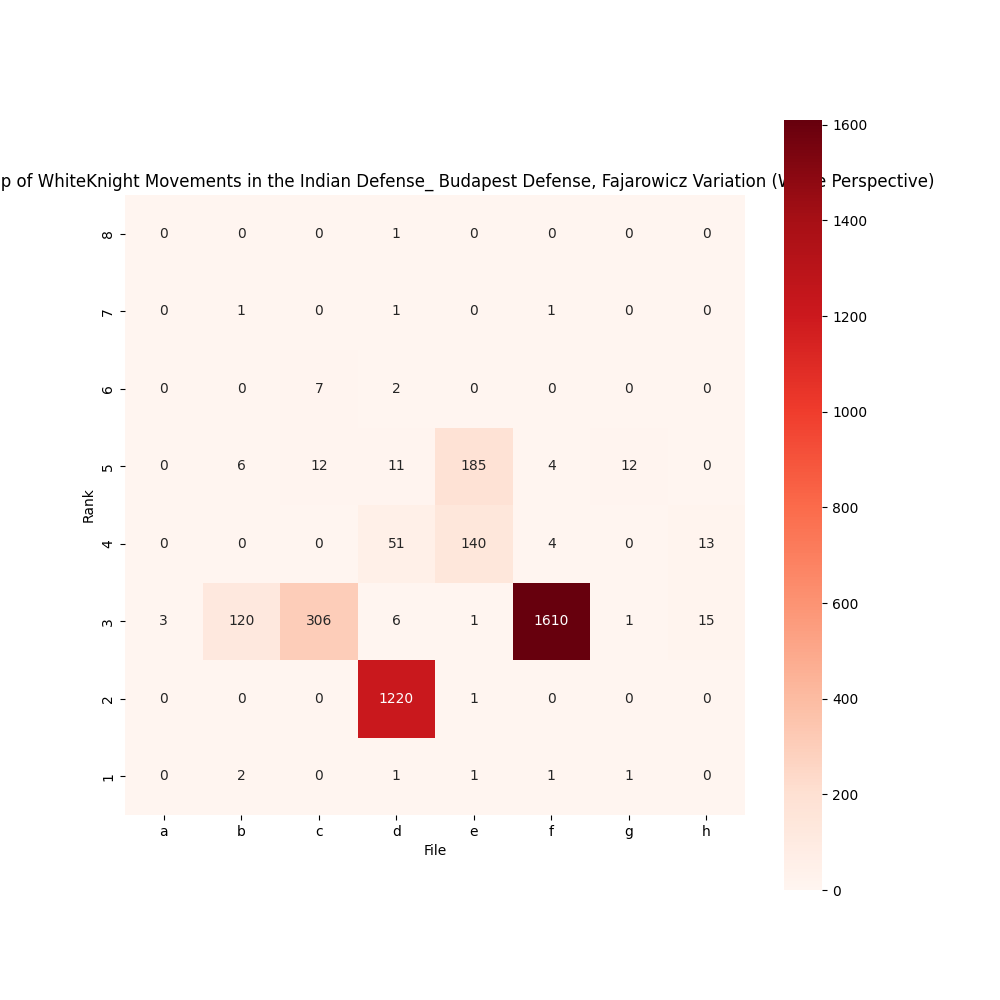 p of WhiteKnight Movements in the Indian Defense_ Budapest Defense, Fajarowicz Variation (W e Perspective)
1600
1400
1200
1000
800
600
400
200
0
Rank
8 0 0 0 1 0 0 0 0
7 0 1 0 1 0 1 0 0
6 0 0 7 2 0 0 0 0
5 0 6 12 11 185 4 12 0
4 0 0 0 51 140 4 0 13
3 3 120 306 6 1 1610 1 15
2 0 0 0 1220 1 0 0 0
1 0 2 0 1 1 1 1 0
a b c d e f g h
File